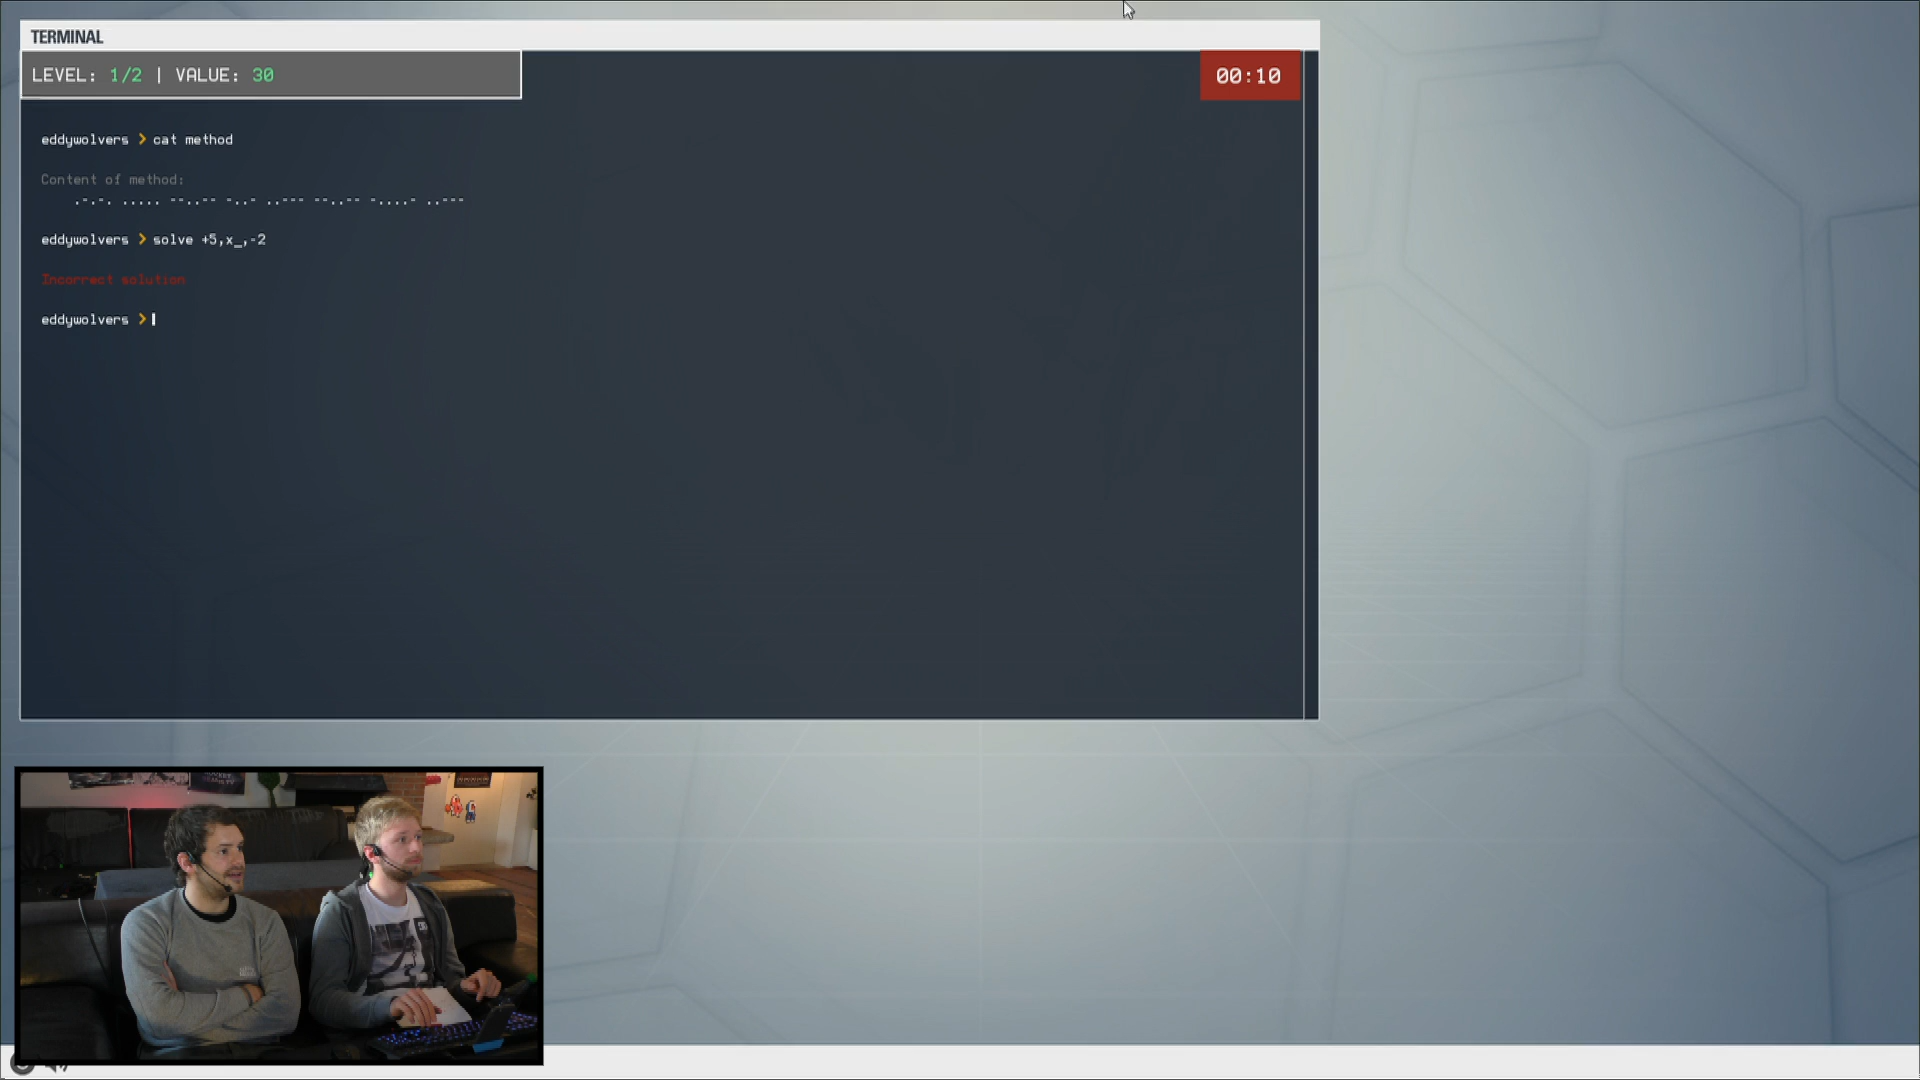 TERMINAL
LEVEL: 1/2 | VALUE: 30
00:10
eddywolvers > cat method
Content of method:
.-.-. ..... --..-- -..- ..--- --..-- -....- ..---
eddywolvers > solve +5,x_,-2
Incorrect solution
eddywolvers >